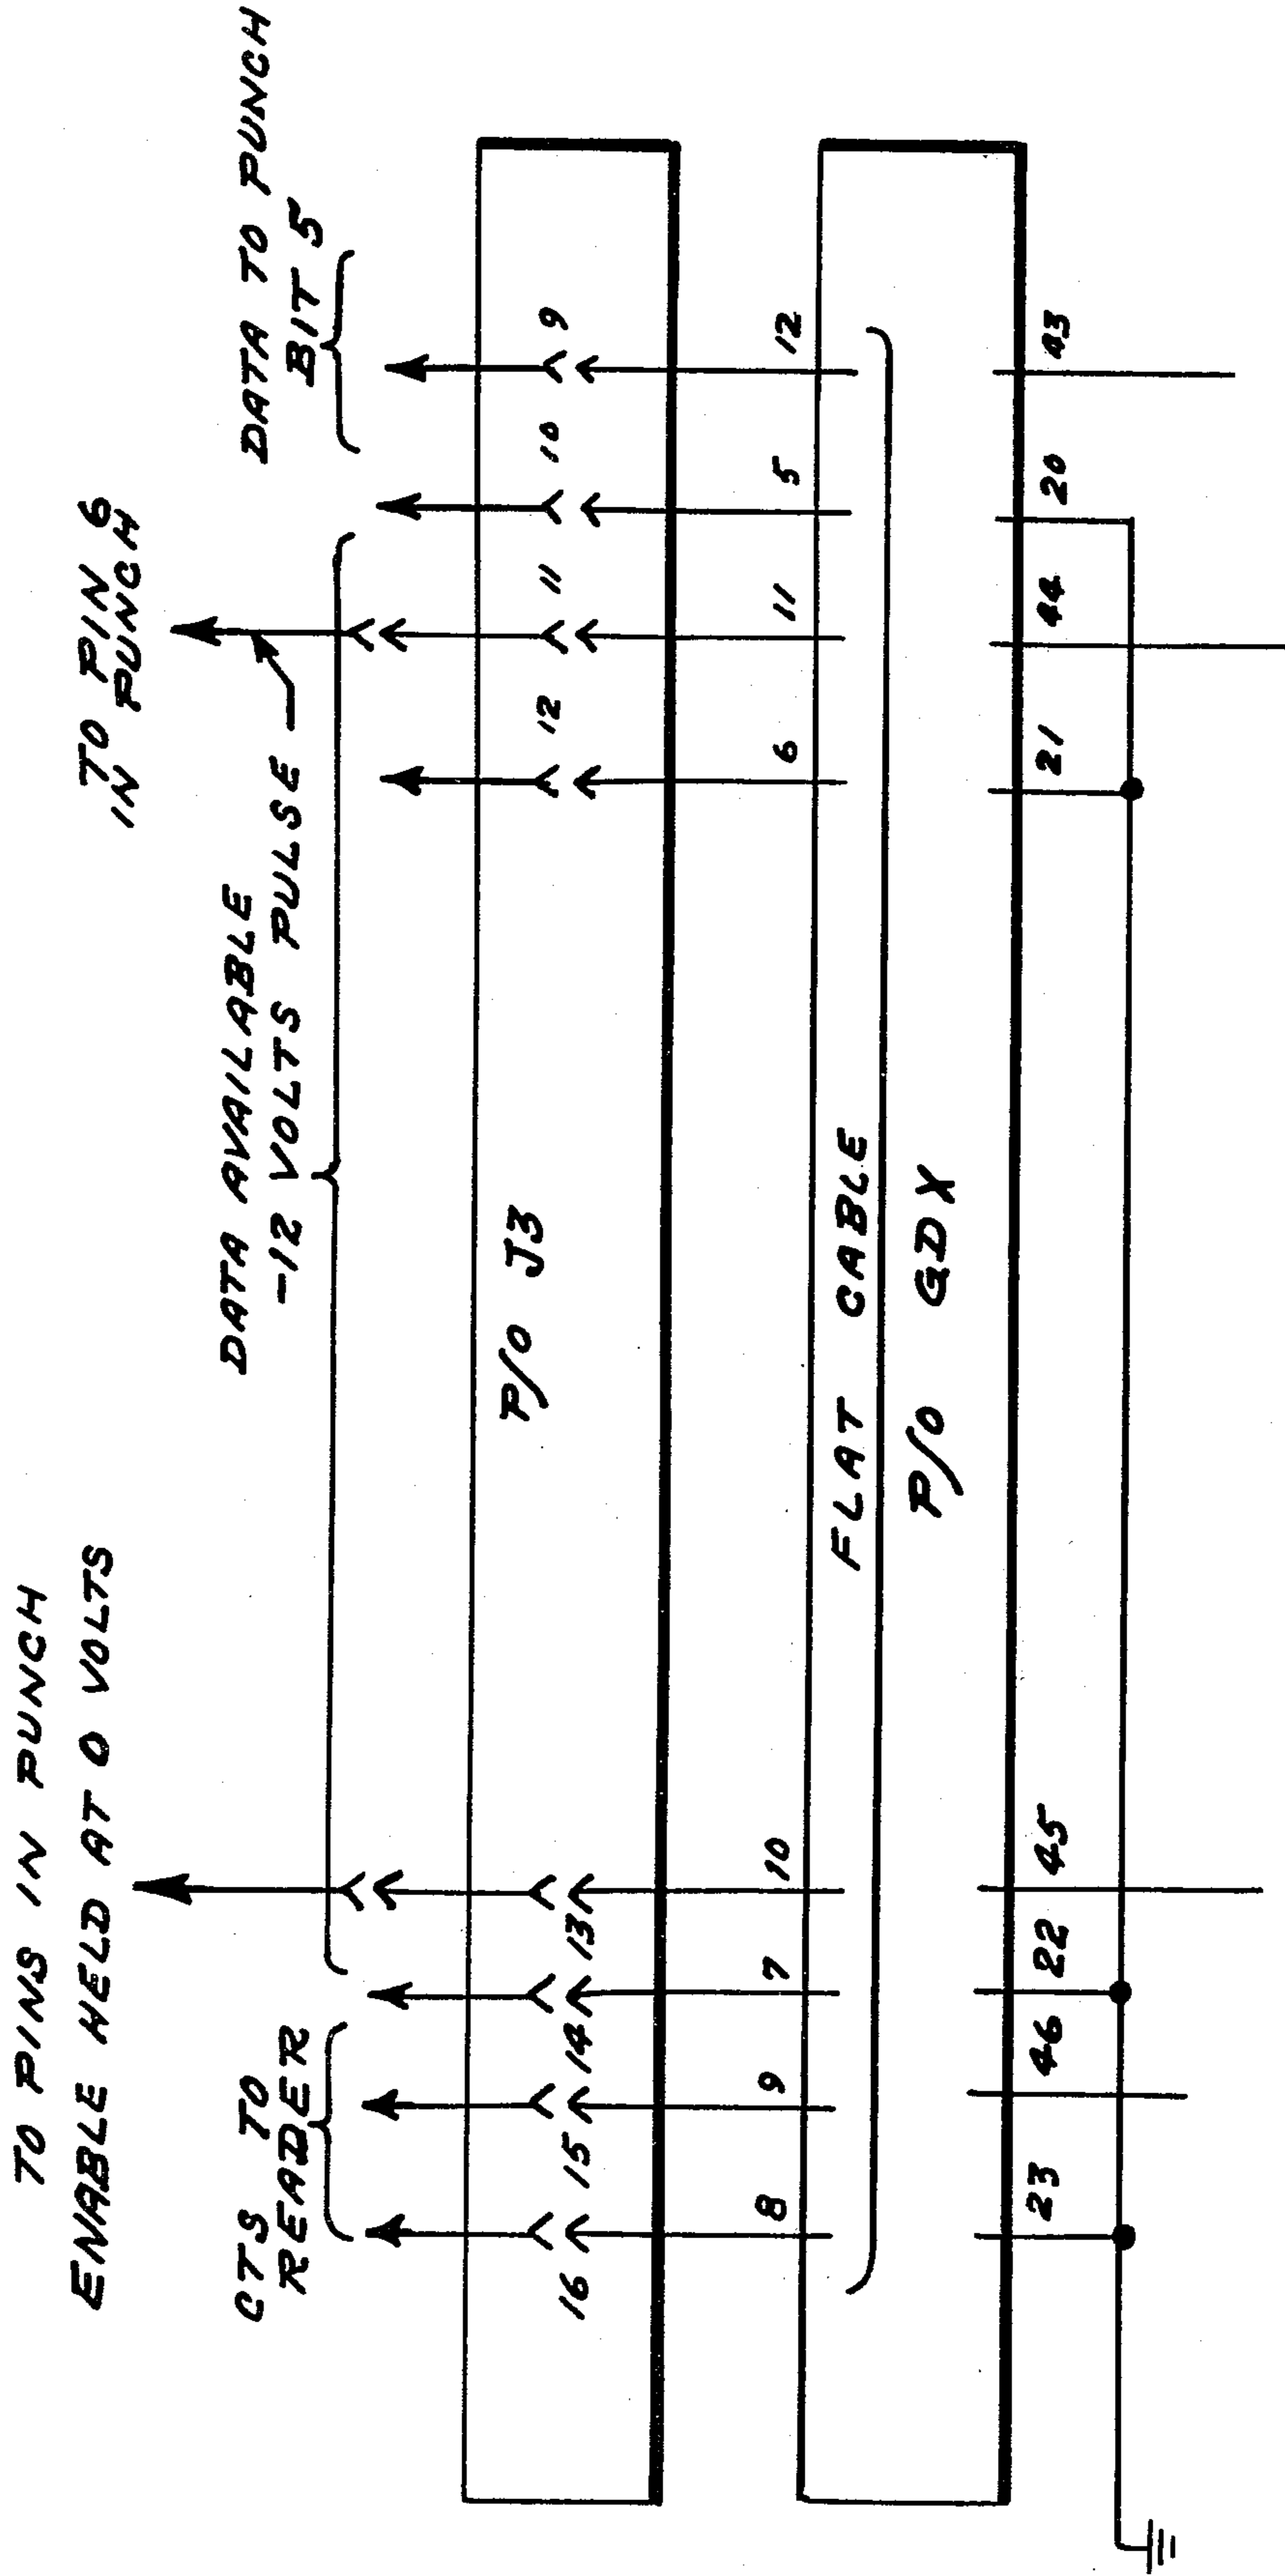 TO PINS IN PUNCH
ENABLE HELD AT 0 VOLTS
TO PIN 6
IN PUNCH
CTS TO
READER
DATA AVAILABLE
-12 VOLTS PULSE
DATA TO PUNCH
BIT 5
16 15 14 13 12 11 10 9
P/O J3
8 9 7 10 6 11 5 12
FLAT CABLE
P/O GDX
23 46 22 45 21 44 20 43